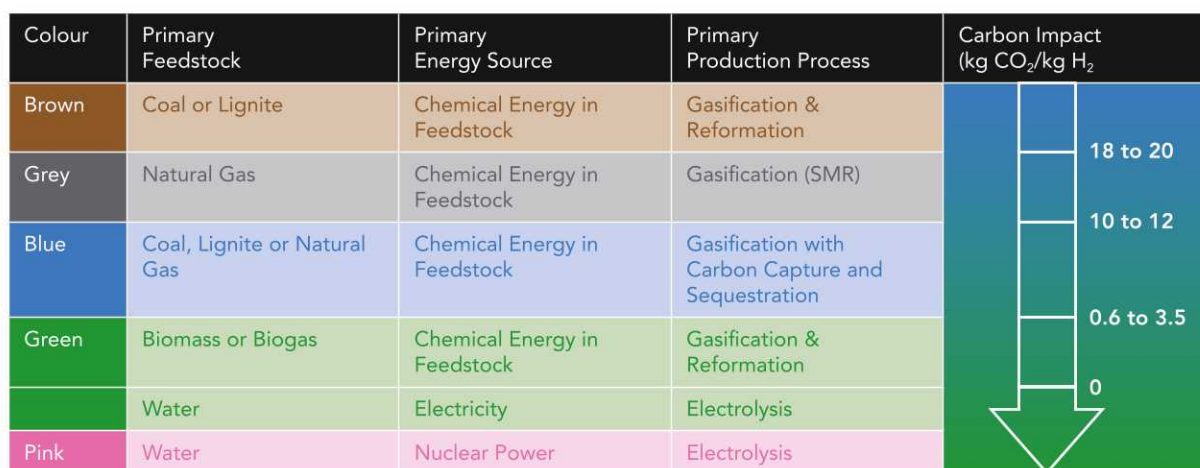 Colour
Primary
Feedstock
Primary
Energy Source
Primary
Production Process
Carbon Impact
(kg CO₂/kg H₂
Brown
Coal or Lignite
Chemical Energy in
Feedstock
Gasification &
Reformation
18 to 20
Grey
Natural Gas
Chemical Energy in
Feedstock
Gasification (SMR)
10 to 12
Blue
Coal, Lignite or Natural
Gas
Chemical Energy in
Feedstock
Gasification with
Carbon Capture and
Sequestration
0.6 to 3.5
Green
Biomass or Biogas
Chemical Energy in
Feedstock
Gasification &
Reformation
0
Water
Electricity
Electrolysis
Pink
Water
Nuclear Power
Electrolysis